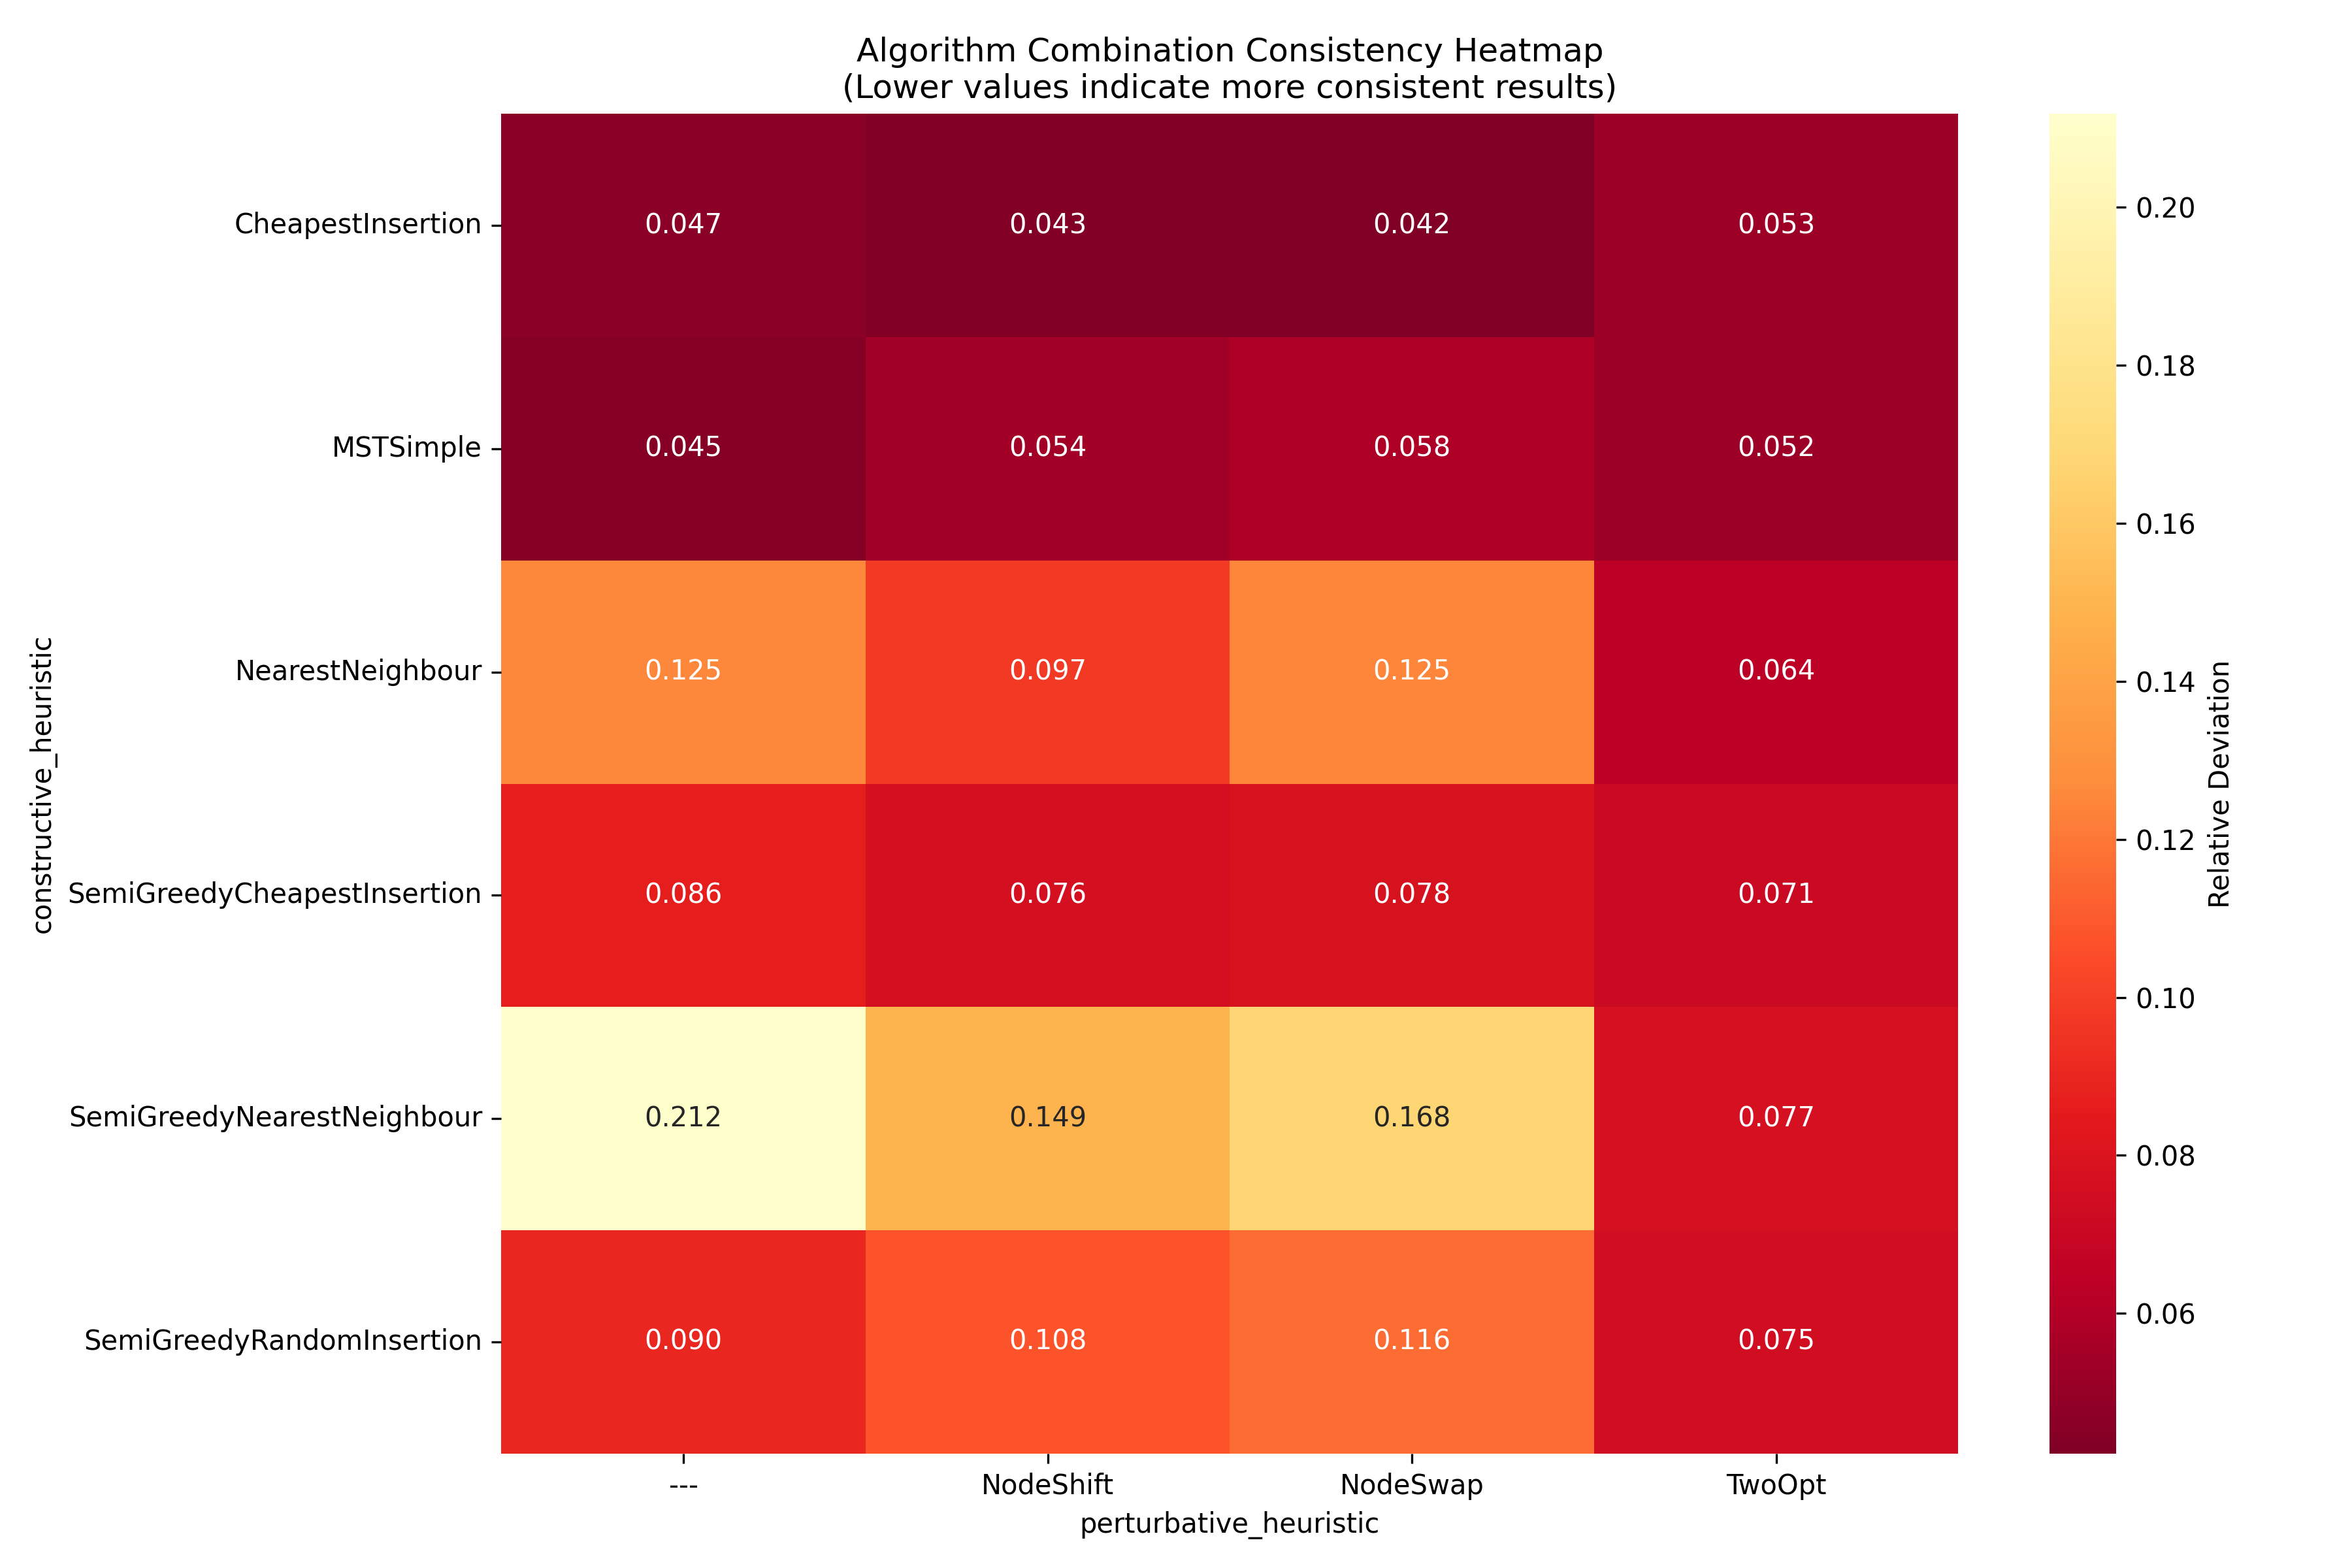 Algorithm Combination Consistency Heatmap
(Lower values indicate more consistent results)
constructive_heuristic
CheapestInsertion 0.047 0.043 0.042 0.053
MSTSimple 0.045 0.054 0.058 0.052
NearestNeighbour 0.125 0.097 0.125 0.064
SemiGreedyCheapestInsertion 0.086 0.076 0.078 0.071
SemiGreedyNearestNeighbour 0.212 0.149 0.168 0.077
SemiGreedyRandomInsertion 0.090 0.108 0.116 0.075
--- NodeShift NodeSwap TwoOpt
perturbative_heuristic
0.20
0.18
0.16
0.14
0.12
0.10
0.08
0.06
Relative Deviation